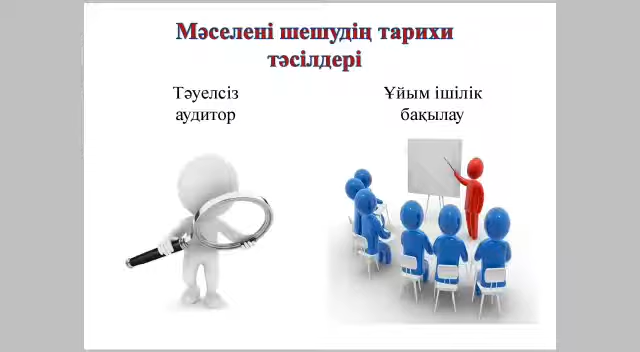 Мәселені шешудің тарихи
тәсілдері
Тәуелсіз
аудитор
Ұйым ішілік
бақылау